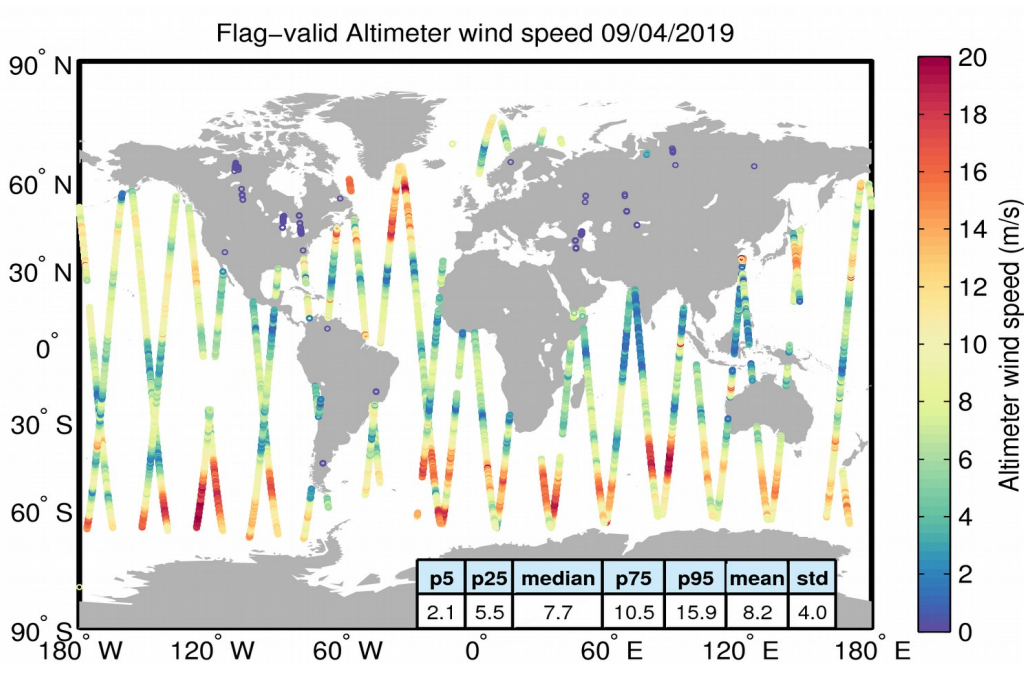 Flag−valid Altimeter wind speed 09/04/2019
90° N
60° N
30° N
0°
30° S
60° S
90° S
180° W
120° W
60° W
0°
60° E
120° E
180° E
p5 p25 median p75 p95 mean std
2.1 5.5 7.7 10.5 15.9 8.2 4.0
20
18
16
14
12
10
8
6
4
2
0
Altimeter wind speed (m/s)